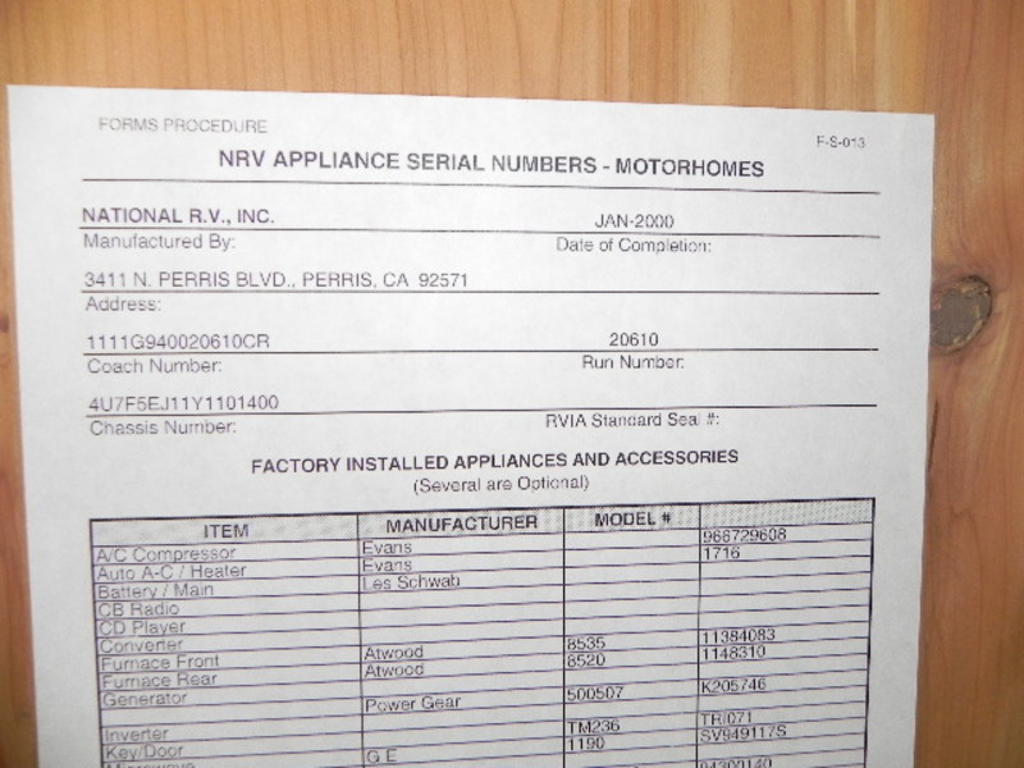 FORMS PROCEDURE
F-S-013
NRV APPLIANCE SERIAL NUMBERS - MOTORHOMES
NATIONAL R.V., INC. JAN-2000
Manufactured By: Date of Completion:
3411 N. PERRIS BLVD., PERRIS, CA 92571
Address:
1111G940020610CR 20610
Coach Number: Run Number:
4U7F5EJ11Y1101400
Chassis Number: RVIA Standard Seal #:
FACTORY INSTALLED APPLIANCES AND ACCESSORIES
(Several are Optional)
ITEM MANUFACTURER MODEL #
A/C Compressor Evans 966729608
Auto A-C / Heater Evans 1716
Battery / Main Les Schwab
CB Radio
CD Player
Converter
Furnace Front Atwood 8535 11384083
Furnace Rear Atwood 8520 1148310
Generator
Power Gear 500507 K205746
Inverter
Key/Door TM236 TR/071
Microwave G E 1190 SV949117S
04300140